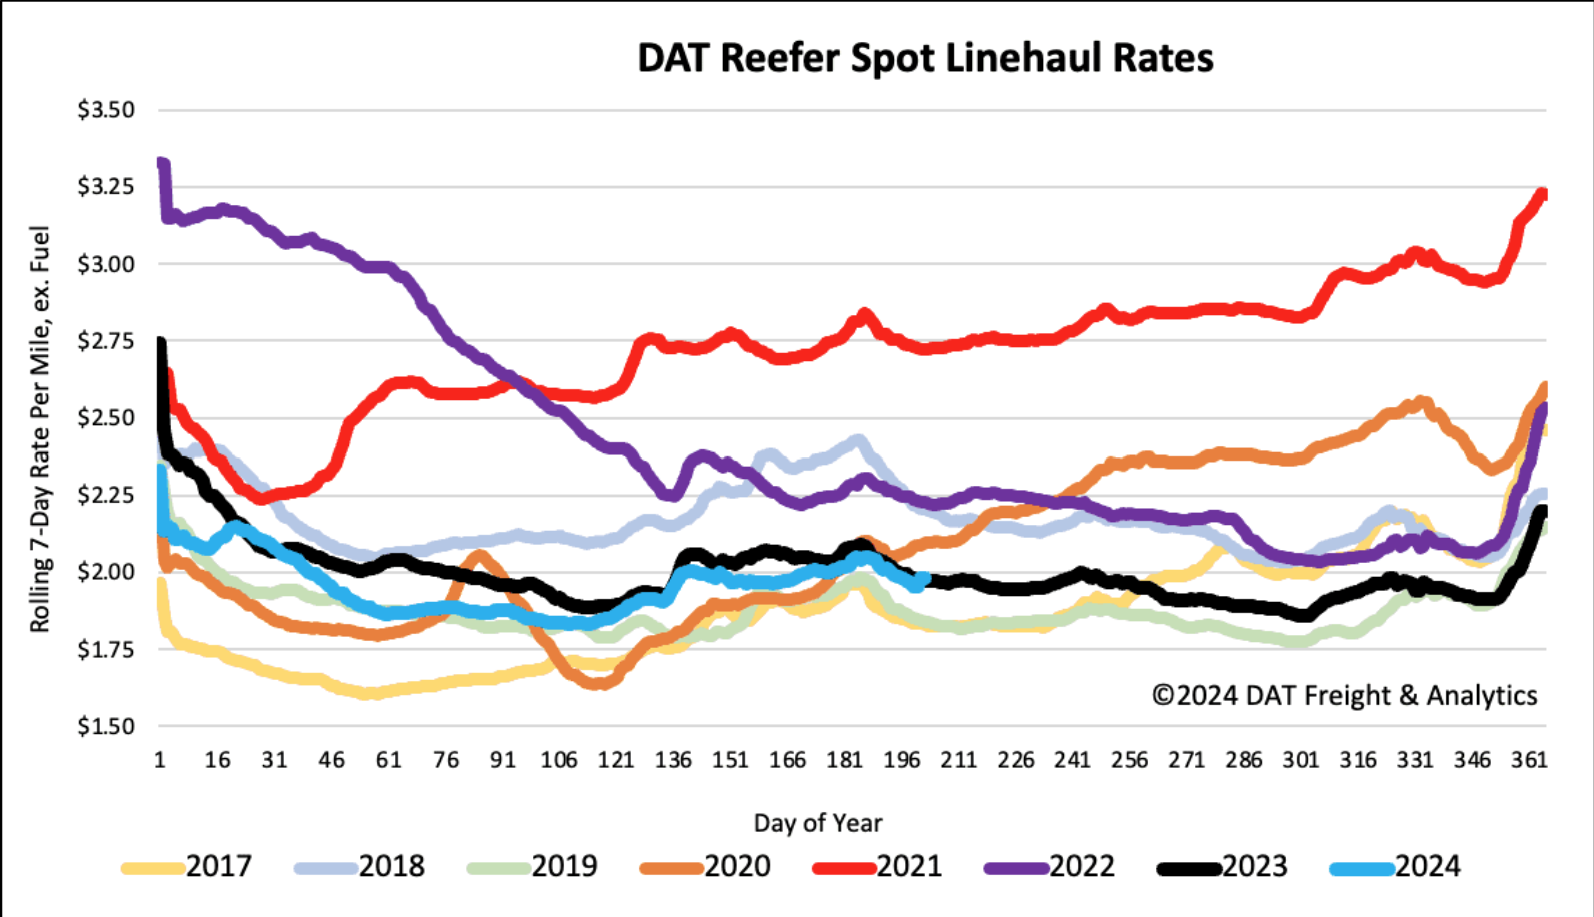 DAT Reefer Spot Linehaul Rates
Rolling 7-Day Rate Per Mile, ex. Fuel
$3.50
$3.25
$3.00
$2.75
$2.50
$2.25
$2.00
$1.75
$1.50
©2024 DAT Freight & Analytics
1 16 31 46 61 76 91 106 121 136 151 166 181 196 211 226 241 256 271 286 301 316 331 346 361
Day of Year
2017 2018 2019 2020 2021 2022 2023 2024